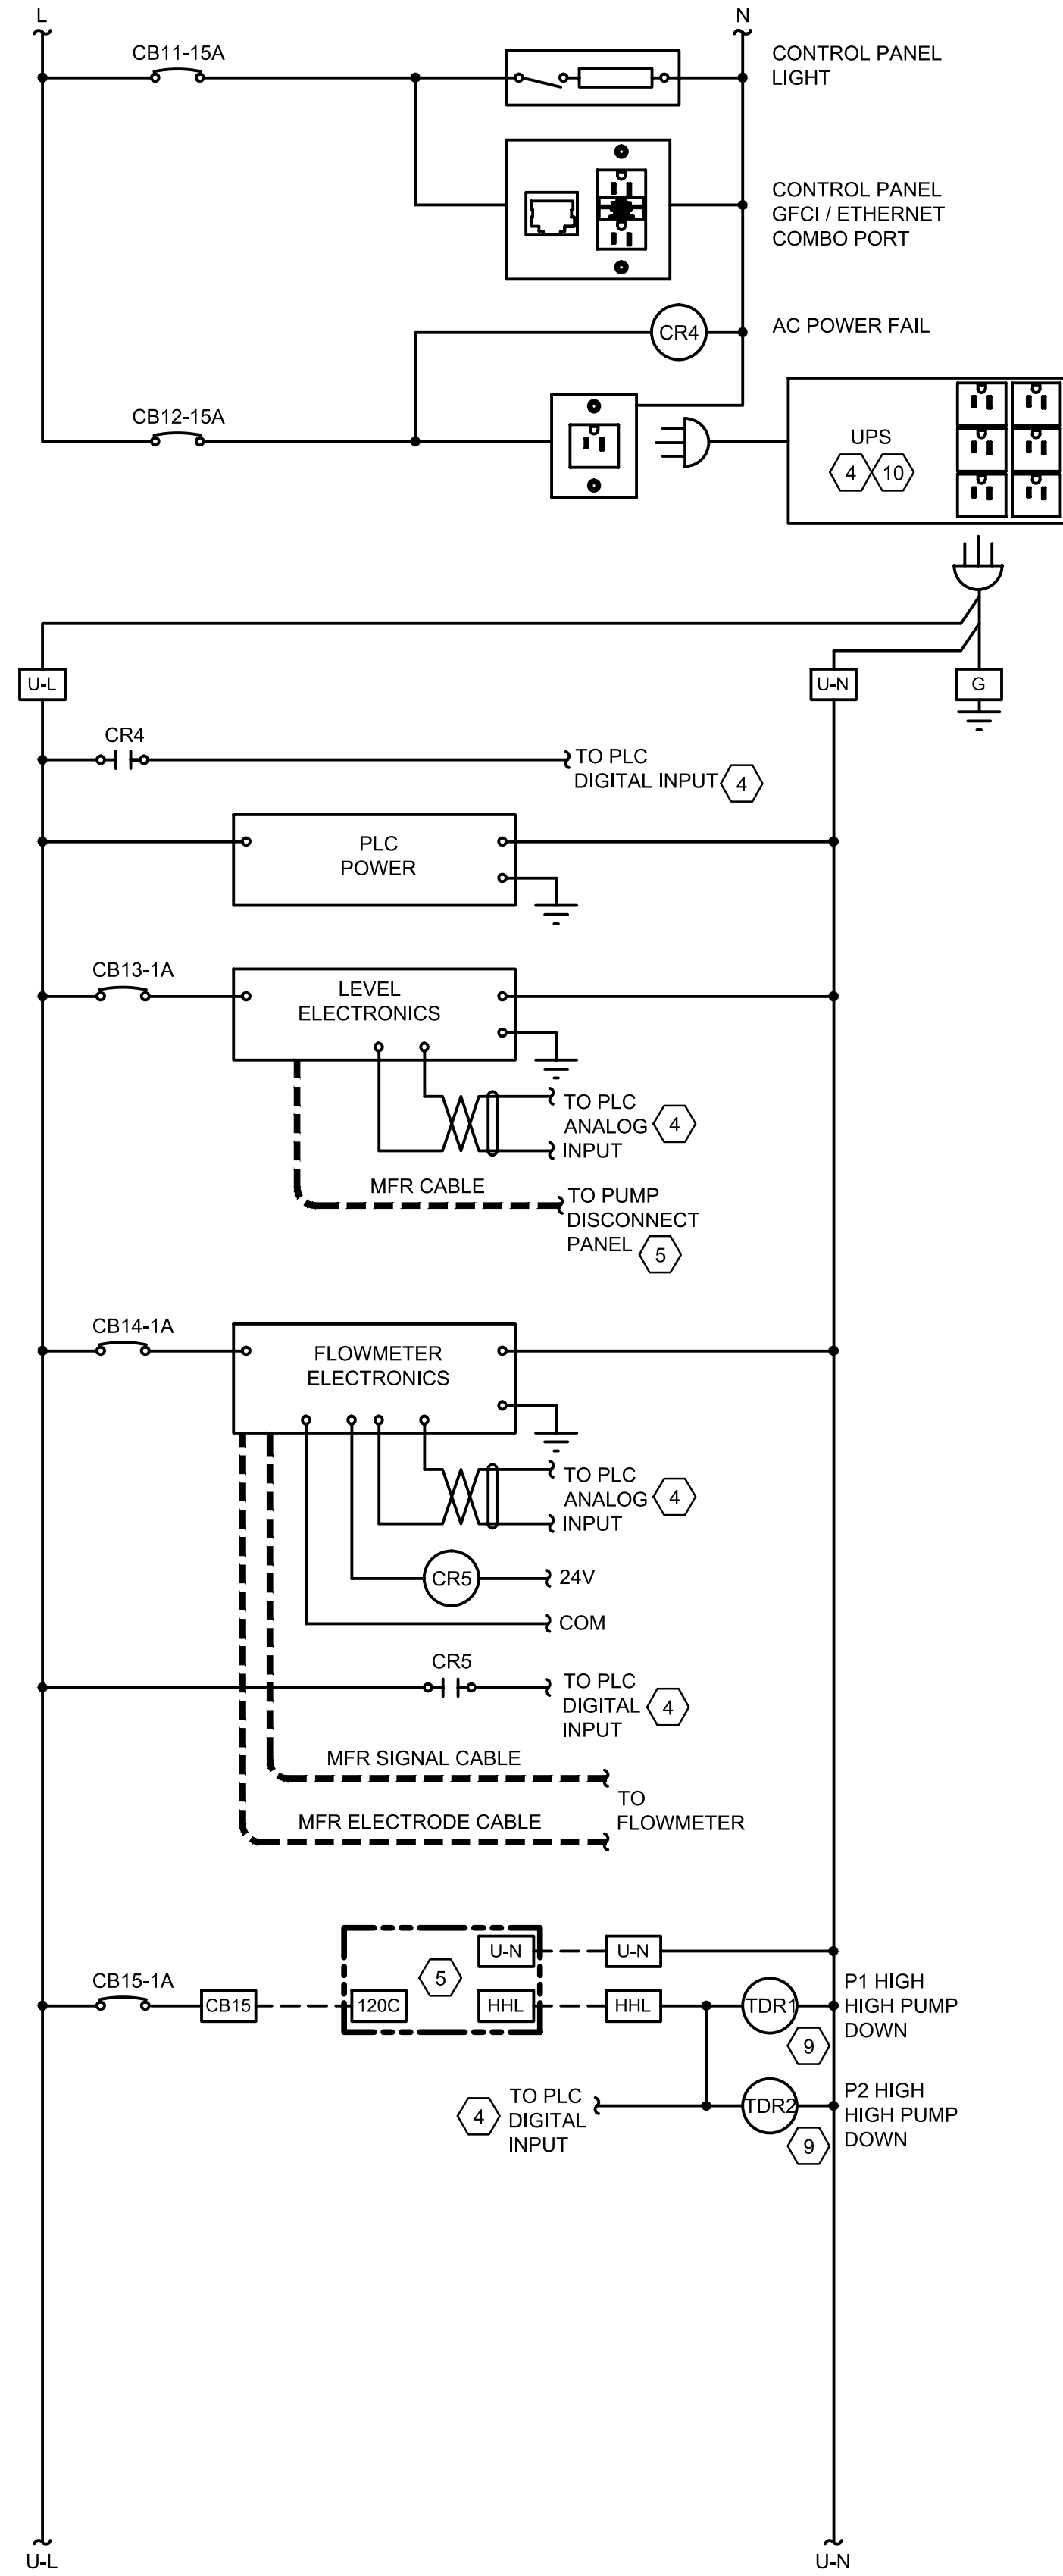 L
N
CB11-15A
CONTROL PANEL
LIGHT
CONTROL PANEL
GFCI / ETHERNET
COMBO PORT
CR4
AC POWER FAIL
CB12-15A
UPS
4
10
U-L
U-N
G
CR4
TO PLC
DIGITAL INPUT
4
PLC
POWER
CB13-1A
LEVEL
ELECTRONICS
TO PLC
ANALOG
INPUT
4
MFR CABLE
TO PUMP
DISCONNECT
PANEL
5
CB14-1A
FLOWMETER
ELECTRONICS
TO PLC
ANALOG
INPUT
4
CR5
24V
COM
CR5
TO PLC
DIGITAL
INPUT
4
MFR SIGNAL CABLE
MFR ELECTRODE CABLE
TO
FLOWMETER
U-N
U-N
5
CB15-1A
CB15
120C
HHL
HHL
TDR1
9
P1 HIGH
HIGH PUMP
DOWN
4
TO PLC
DIGITAL
INPUT
TDR2
9
P2 HIGH
HIGH PUMP
DOWN
U-L
U-N